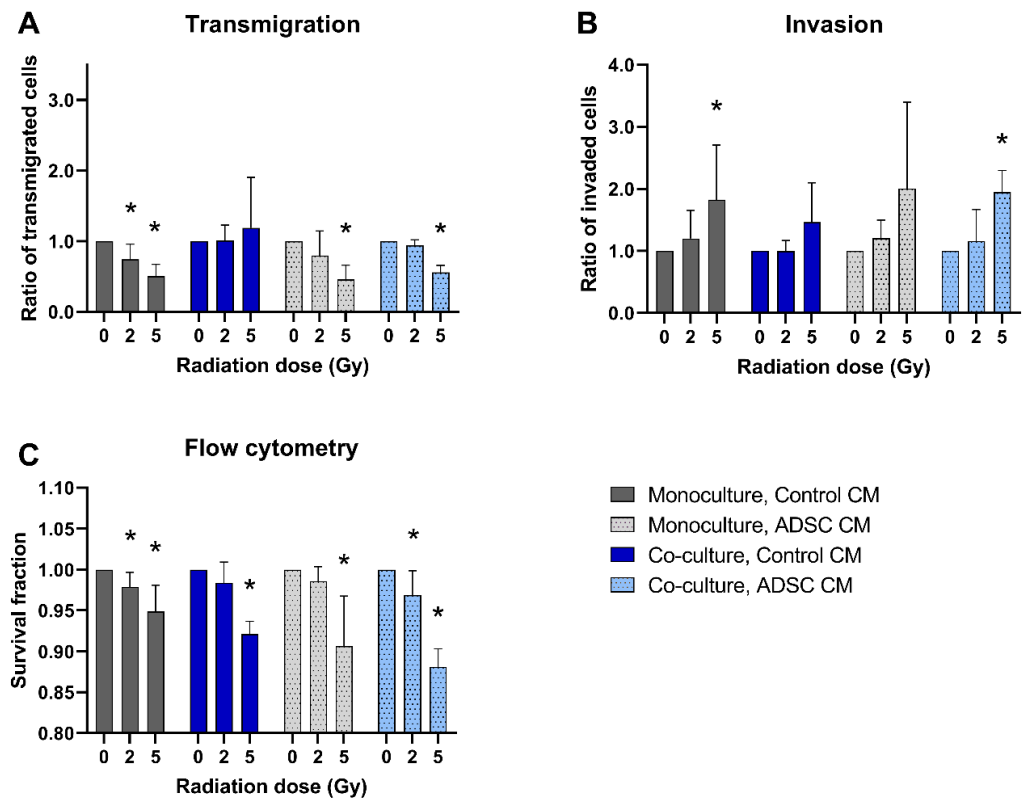 A
Transmigration
Ratio of transmigrated cells
3.0
2.0
1.0
0.0
* * * *
0 2 5 0 2 5 0 2 5 0 2 5
Radiation dose (Gy)
B
Invasion
Ratio of invaded cells
4.0
3.0
2.0
1.0
0.0
* *
0 2 5 0 2 5 0 2 5 0 2 5
Radiation dose (Gy)
C
Flow cytometry
Survival fraction
1.10
1.05
1.00
0.95
0.90
0.85
0.80
* * * * * *
0 2 5 0 2 5 0 2 5 0 2 5
Radiation dose (Gy)
Monoculture, Control CM
Monoculture, ADSC CM
Co-culture, Control CM
Co-culture, ADSC CM